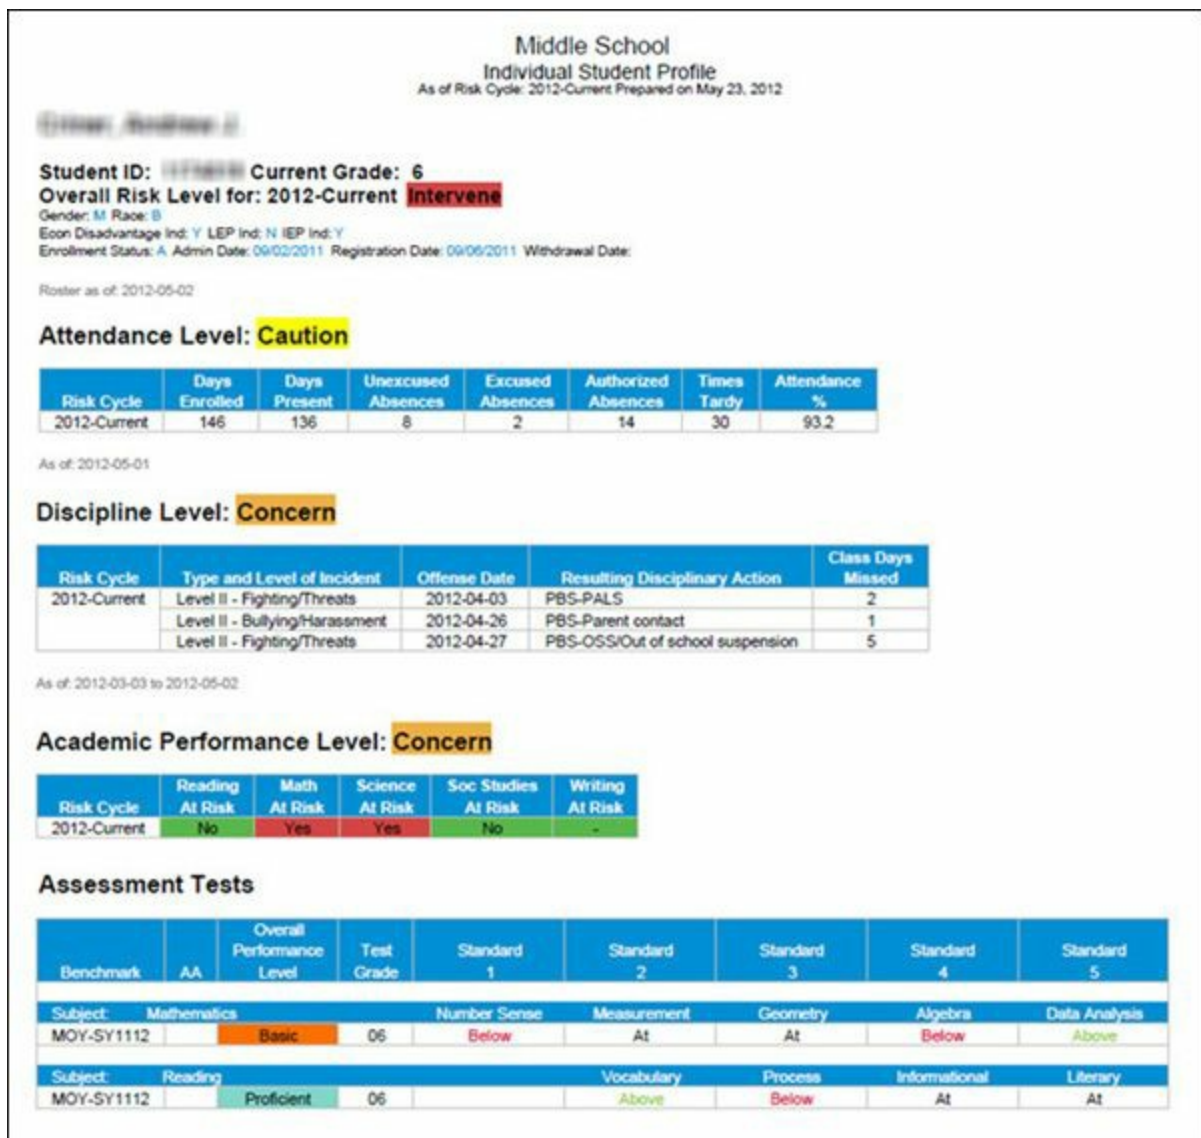 Middle School
Individual Student Profile
As of Risk Cycle: 2012-Current Prepared on May 23, 2012
Student ID: Current Grade: 6
Overall Risk Level for: 2012-Current Intervene
Gender: M Race: B
Econ Disadvantage Ind: Y LEP Ind: N IEP Ind: Y
Enrollment Status: A Admin Date: 09/02/2011 Registration Date: 09/06/2011 Withdrawal Date:
Roster as of: 2012-05-02
Attendance Level: Caution
Risk Cycle Days Enrolled Days Present Unexcused Absences Excused Absences Authorized Absences Times Tardy Attendance %
2012-Current 146 136 8 2 14 30 93.2
As of: 2012-05-01
Discipline Level: Concern
Risk Cycle Type and Level of Incident Offense Date Resulting Disciplinary Action Class Days Missed
2012-Current Level II - Fighting/Threats 2012-04-03 PBS-PALS 2
Level II - Bullying/Harassment 2012-04-26 PBS-Parent contact 1
Level II - Fighting/Threats 2012-04-27 PBS-OSS/Out of school suspension 5
As of: 2012-03-03 to 2012-05-02
Academic Performance Level: Concern
Risk Cycle Reading At Risk Math At Risk Science At Risk Soc Studies At Risk Writing At Risk
2012-Current No Yes Yes No -
Assessment Tests
Benchmark AA Overall Performance Level Test Grade Standard 1 Standard 2 Standard 3 Standard 4 Standard 5
Subject: Mathematics Number Sense Measurement Geometry Algebra Data Analysis
MOY-SY1112 Basic 06 Below At At Below Above
Subject: Reading Vocabulary Process Informational Literary
MOY-SY1112 Proficient 06 Above Below At At